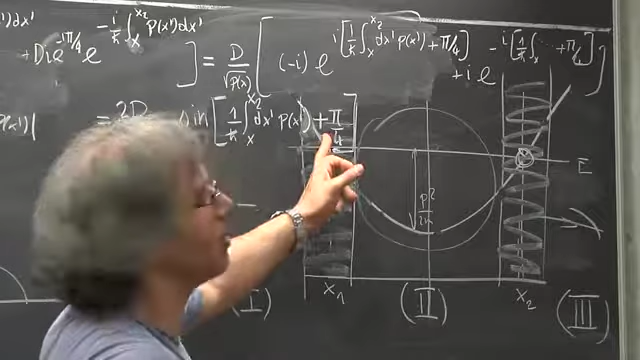 )dx' -i/ℏ ∫_x^{x₂} p(x')dx'
+ D i e^{-iπ/4} e ] = D/√p(x) [ (-i) e^{i[1/ℏ ∫_x^{x₂} dx' p(x') + π/4]} + i e^{-i[1/ℏ ∫_x ... + π/4]} ]
p(x')| = 2D sin [ 1/ℏ ∫_x^{x₂} dx' p(x') + π/4 ]
E
p²/2m
(I) x₁ (II) x₂ (III)